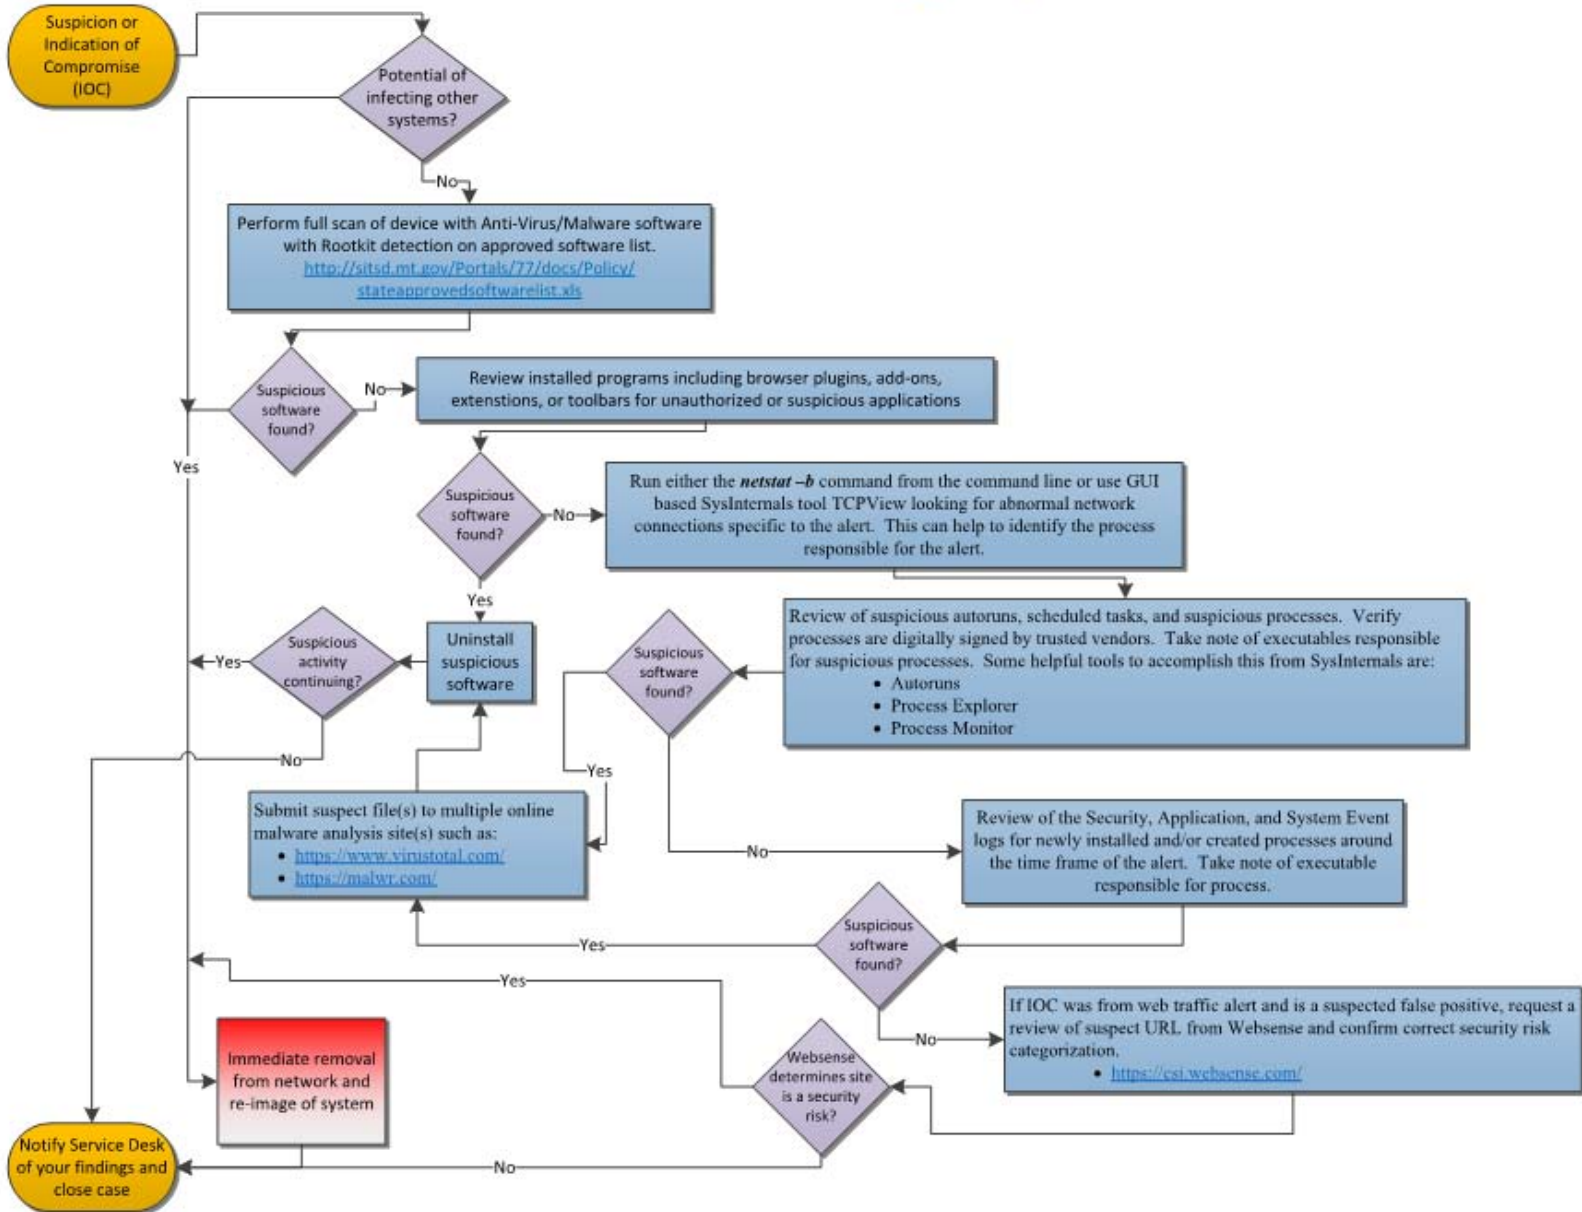 Suspicion or
Indication of
Compromise
(IOC)
Potential of
infecting other
systems?
No
Perform full scan of device with Anti-Virus/Malware software
with Rootkit detection on approved software list.
http://sitsd.mt.gov/Portals/77/docs/Policy/
stateapprovedsoftwarelist.xls
Suspicious
software
found?
No
Review installed programs including browser plugins, add-ons,
extenstions, or toolbars for unauthorized or suspicious applications
Yes
Suspicious
software
found?
No
Run either the netstat –b command from the command line or use GUI
based SysInternals tool TCPView looking for abnormal network
connections specific to the alert. This can help to identify the process
responsible for the alert.
Yes
Suspicious
activity
continuing?
Yes
Uninstall
suspicious
software
Suspicious
software
found?
Review of suspicious autoruns, scheduled tasks, and suspicious processes. Verify
processes are digitally signed by trusted vendors. Take note of executables responsible
for suspicious processes. Some helpful tools to accomplish this from SysInternals are:
• Autoruns
• Process Explorer
• Process Monitor
No
Yes
Submit suspect file(s) to multiple online
malware analysis site(s) such as:
• https://www.virustotal.com/
• https://malwr.com/
No
Review of the Security, Application, and System Event
logs for newly installed and/or created processes around
the time frame of the alert. Take note of executable
responsible for process.
Yes
Suspicious
software
found?
Yes
No
If IOC was from web traffic alert and is a suspected false positive, request a
review of suspect URL from Websense and confirm correct security risk
categorization.
• https://csi.websense.com/
Immediate removal
from network and
re-image of system
Websense
determines site
is a security
risk?
Notify Service Desk
of your findings and
close case
No